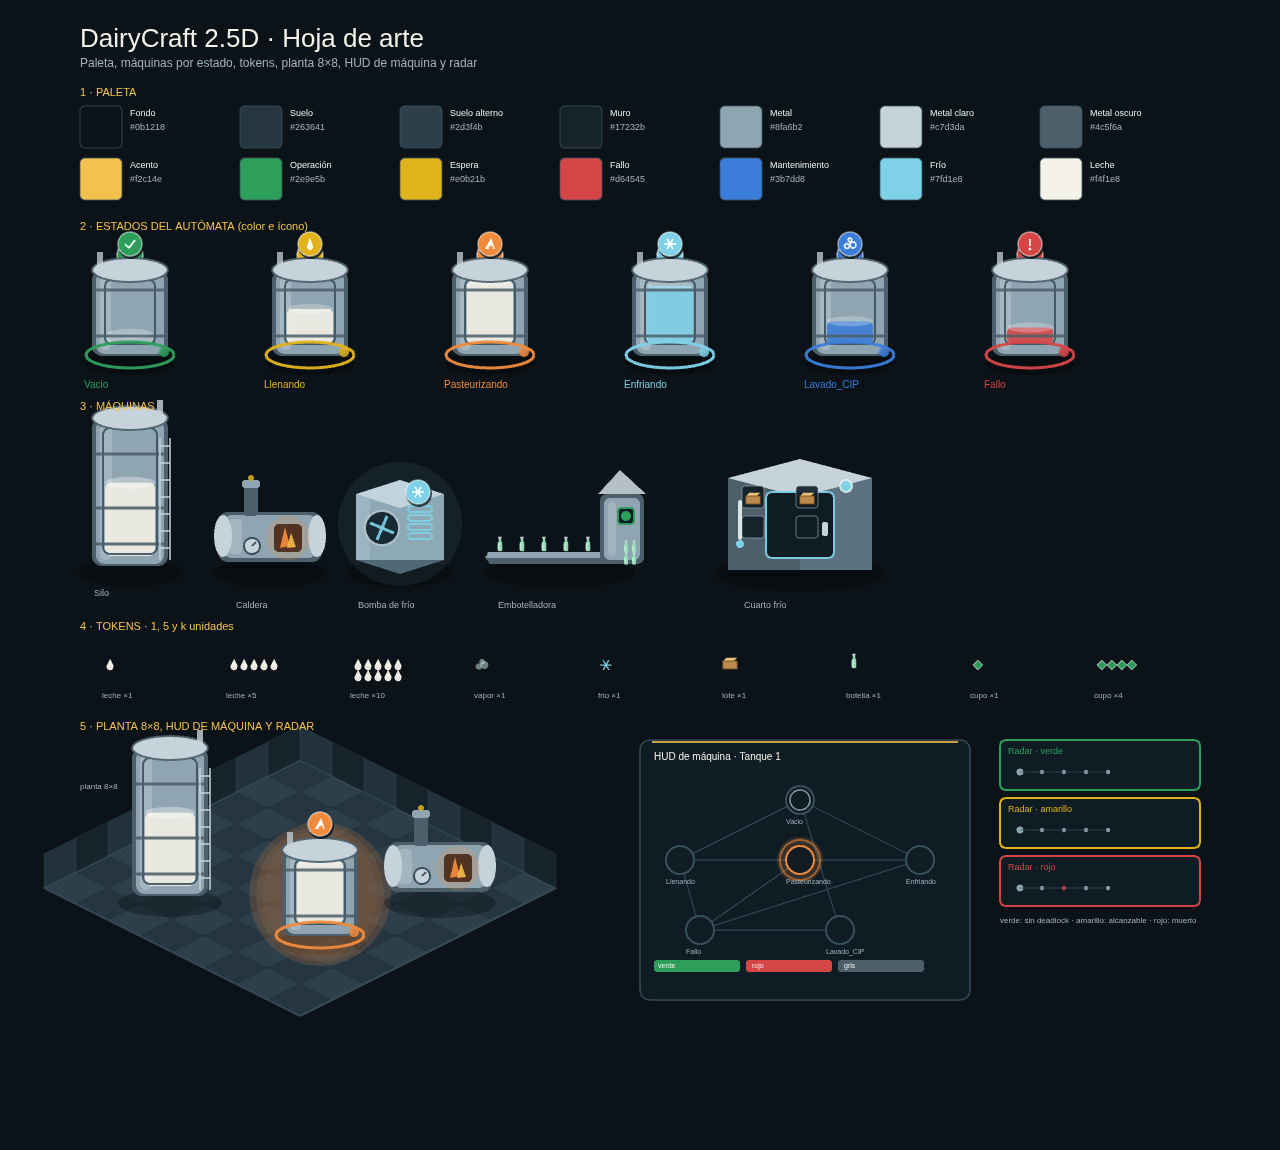 DairyCraft 2.5D · Hoja de arte
Paleta, máquinas por estado, tokens, planta 8×8, HUD de máquina y radar
1 · PALETA
Fondo
#0b1218
Suelo
#263641
Suelo alterno
#2d3f4b
Muro
#17232b
Metal
#8fa6b2
Metal claro
#c7d3da
Metal oscuro
#4c5f6a
Acento
#f2c14e
Operación
#2e9e5b
Espera
#e0b21b
Fallo
#d64545
Mantenimiento
#3b7dd8
Frío
#7fd1e8
Leche
#f4f1e8
2 · ESTADOS DEL AUTÓMATA (color e ícono)
Vacio
Llenando
Pasteurizando
Enfriando
Lavado_CIP
Fallo
3 · MÁQUINAS
Silo
Caldera
Bomba de frío
Embotelladora
Cuarto frío
4 · TOKENS · 1, 5 y k unidades
leche ×1
leche ×5
leche ×10
vapor ×1
frio ×1
lote ×1
botella ×1
cupo ×1
cupo ×4
5 · PLANTA 8×8, HUD DE MÁQUINA Y RADAR
planta 8×8
HUD de máquina · Tanque 1
Vacio
Llenando
Pasteurizando
Enfriando
Fallo
Lavado_CIP
verde
rojo
gris
Radar · verde
Radar · amarillo
Radar · rojo
verde: sin deadlock · amarillo: alcanzable · rojo: muerto